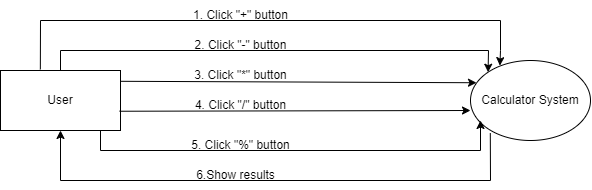 1. Click "+" button
2. Click "-" button
3. Click "*" button
User
Calculator System
4. Click "/" button
5. Click "%" button
6.Show results